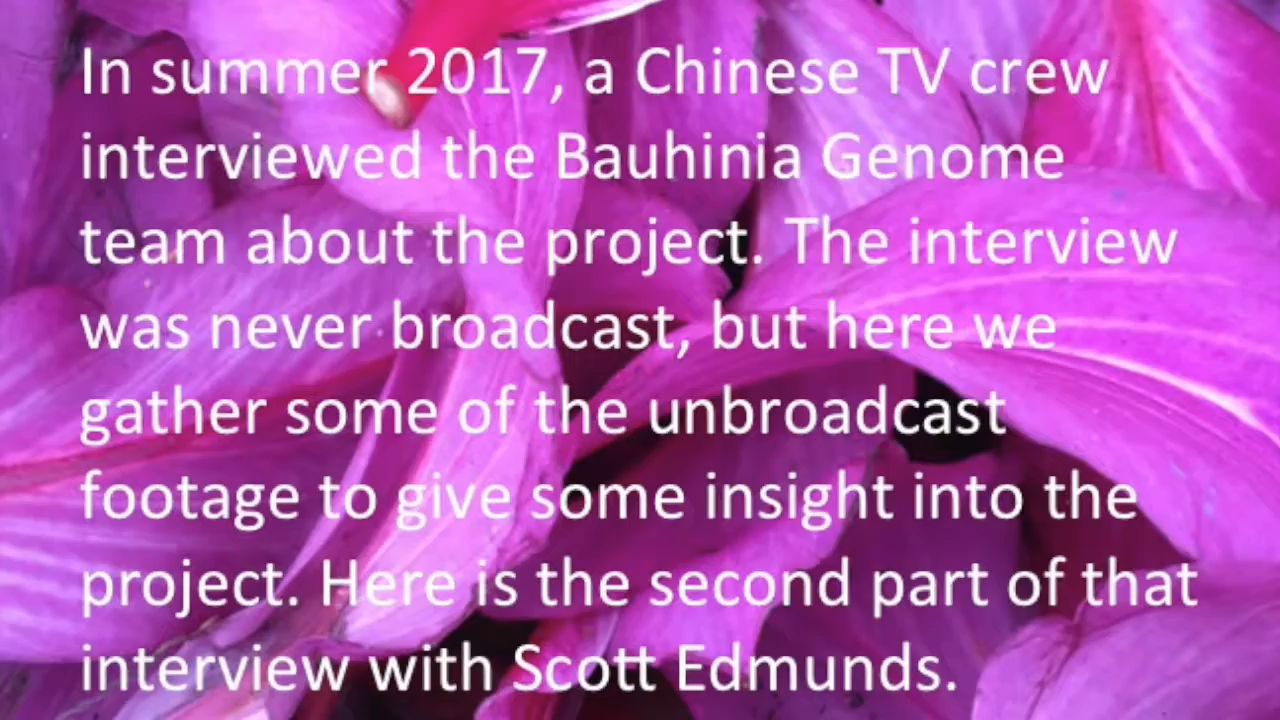 In summer 2017, a Chinese TV crew
interviewed the Bauhinia Genome
team about the project. The interview
was never broadcast, but here we
gather some of the unbroadcast
footage to give some insight into the
project. Here is the second part of that
interview with Scott Edmunds.